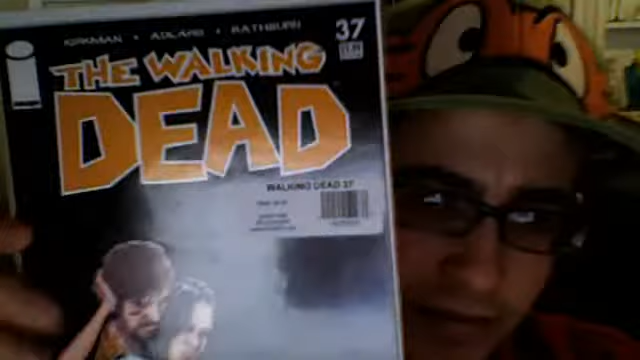 KIRKMAN • ADLARD • RATHBURN
37
THE WALKING
DEAD
WALKING DEAD 37